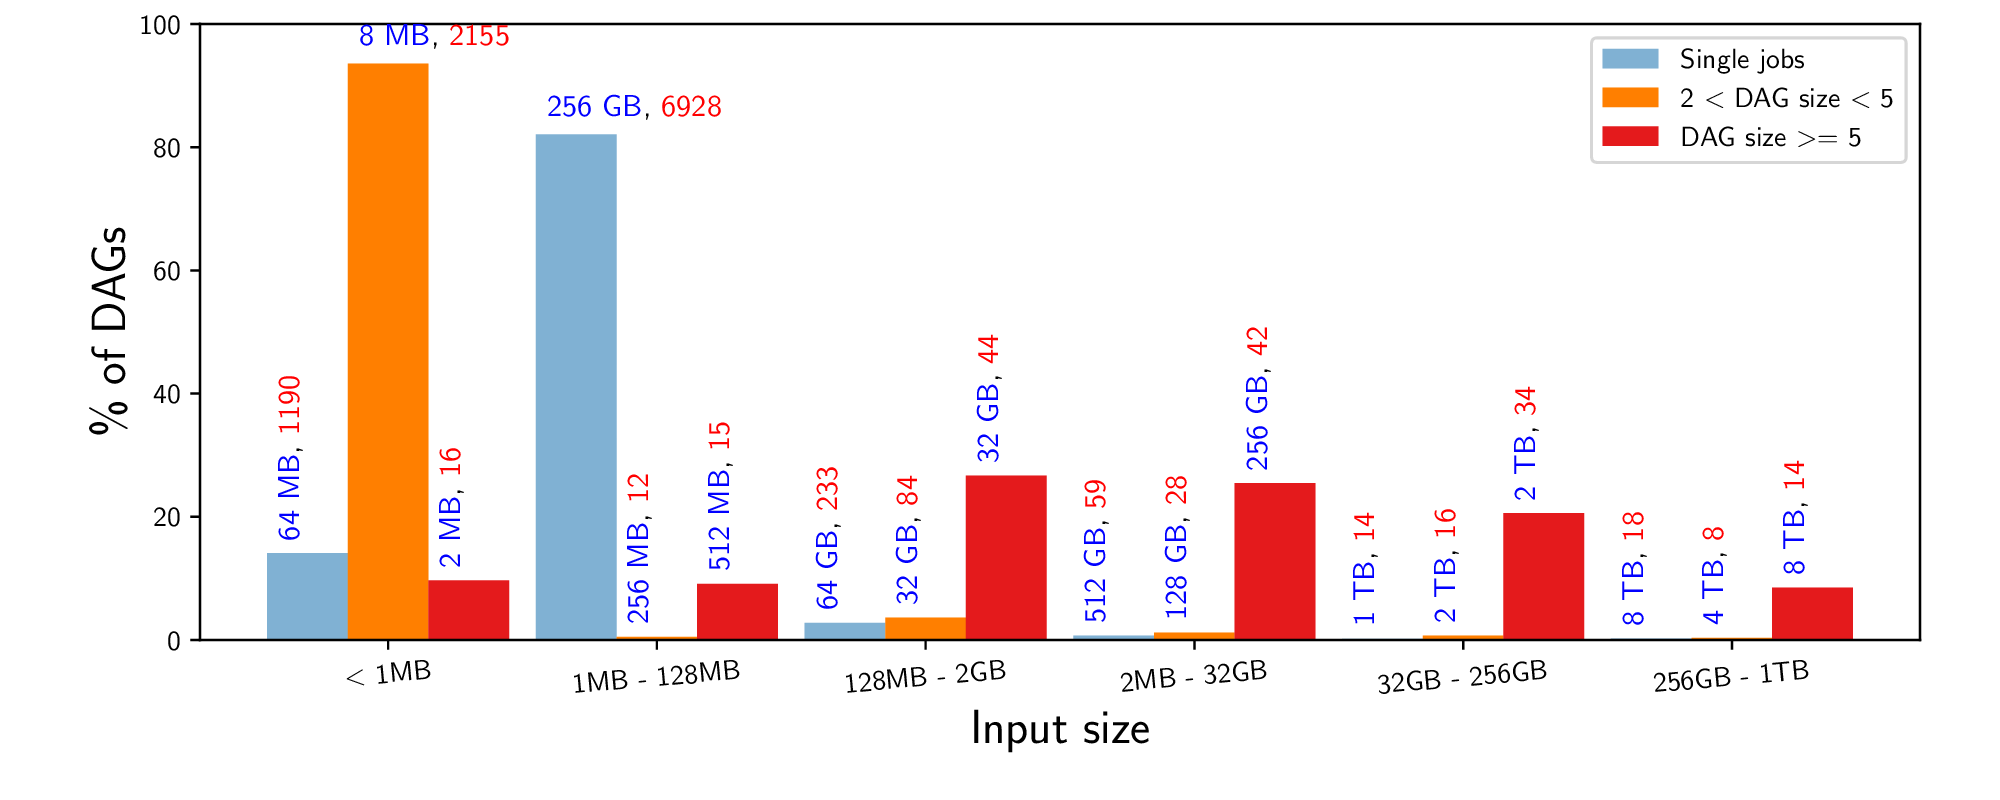 % of DAGs
100
80
60
40
20
0
64 MB, 1190
8 MB, 2155
2 MB, 16
256 GB, 6928
256 MB, 12
512 MB, 15
64 GB, 233
32 GB, 84
32 GB, 44
512 GB, 59
128 GB, 28
256 GB, 42
1 TB, 14
2 TB, 16
2 TB, 34
8 TB, 18
4 TB, 8
8 TB, 14
Single jobs
2 < DAG size < 5
DAG size >= 5
< 1MB
1MB - 128MB
128MB - 2GB
2MB - 32GB
32GB - 256GB
256GB - 1TB
Input size